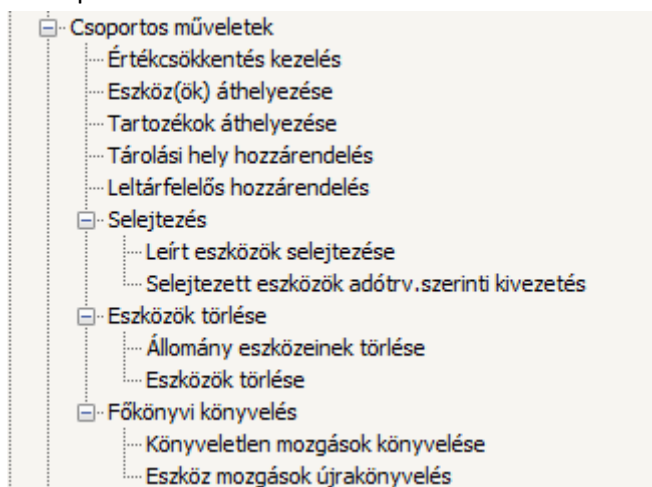 Csoportos műveletek
Értékcsökkentés kezelés
Eszköz(ök) áthelyezése
Tartozékok áthelyezése
Tárolási hely hozzárendelés
Leltárfelelős hozzárendelés
Selejtezés
Leírt eszközök selejtezése
Selejtezett eszközök adótrv.szerinti kivezetés
Eszközök törlése
Állomány eszközeinek törlése
Eszközök törlése
Főkönyvi könyvelés
Könyveletlen mozgások könyvelése
Eszköz mozgások újrakönyvelés